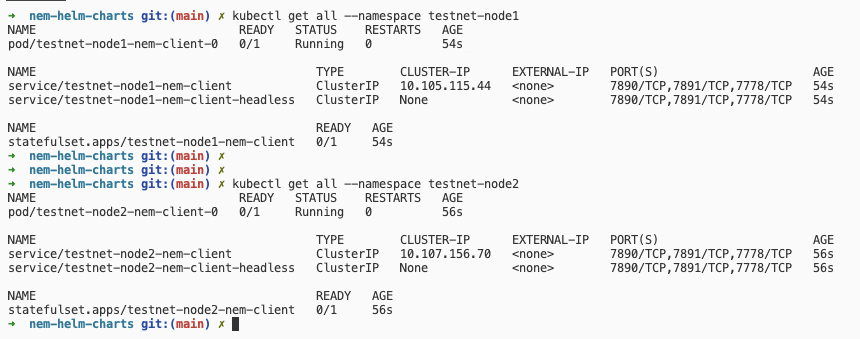 ➜  nem-helm-charts git:(main) ✗ kubectl get all --namespace testnet-node1
NAME                             READY   STATUS    RESTARTS   AGE
pod/testnet-node1-nem-client-0   0/1     Running   0          54s

NAME                                        TYPE        CLUSTER-IP      EXTERNAL-IP   PORT(S)                      AGE
service/testnet-node1-nem-client            ClusterIP   10.105.115.44   <none>        7890/TCP,7891/TCP,7778/TCP   54s
service/testnet-node1-nem-client-headless   ClusterIP   None            <none>        7890/TCP,7891/TCP,7778/TCP   54s

NAME                                        READY   AGE
statefulset.apps/testnet-node1-nem-client   0/1     54s
➜  nem-helm-charts git:(main) ✗
➜  nem-helm-charts git:(main) ✗
➜  nem-helm-charts git:(main) ✗ kubectl get all --namespace testnet-node2
NAME                             READY   STATUS    RESTARTS   AGE
pod/testnet-node2-nem-client-0   0/1     Running   0          56s

NAME                                        TYPE        CLUSTER-IP      EXTERNAL-IP   PORT(S)                      AGE
service/testnet-node2-nem-client            ClusterIP   10.107.156.70   <none>        7890/TCP,7891/TCP,7778/TCP   56s
service/testnet-node2-nem-client-headless   ClusterIP   None            <none>        7890/TCP,7891/TCP,7778/TCP   56s

NAME                                        READY   AGE
statefulset.apps/testnet-node2-nem-client   0/1     56s
➜  nem-helm-charts git:(main) ✗